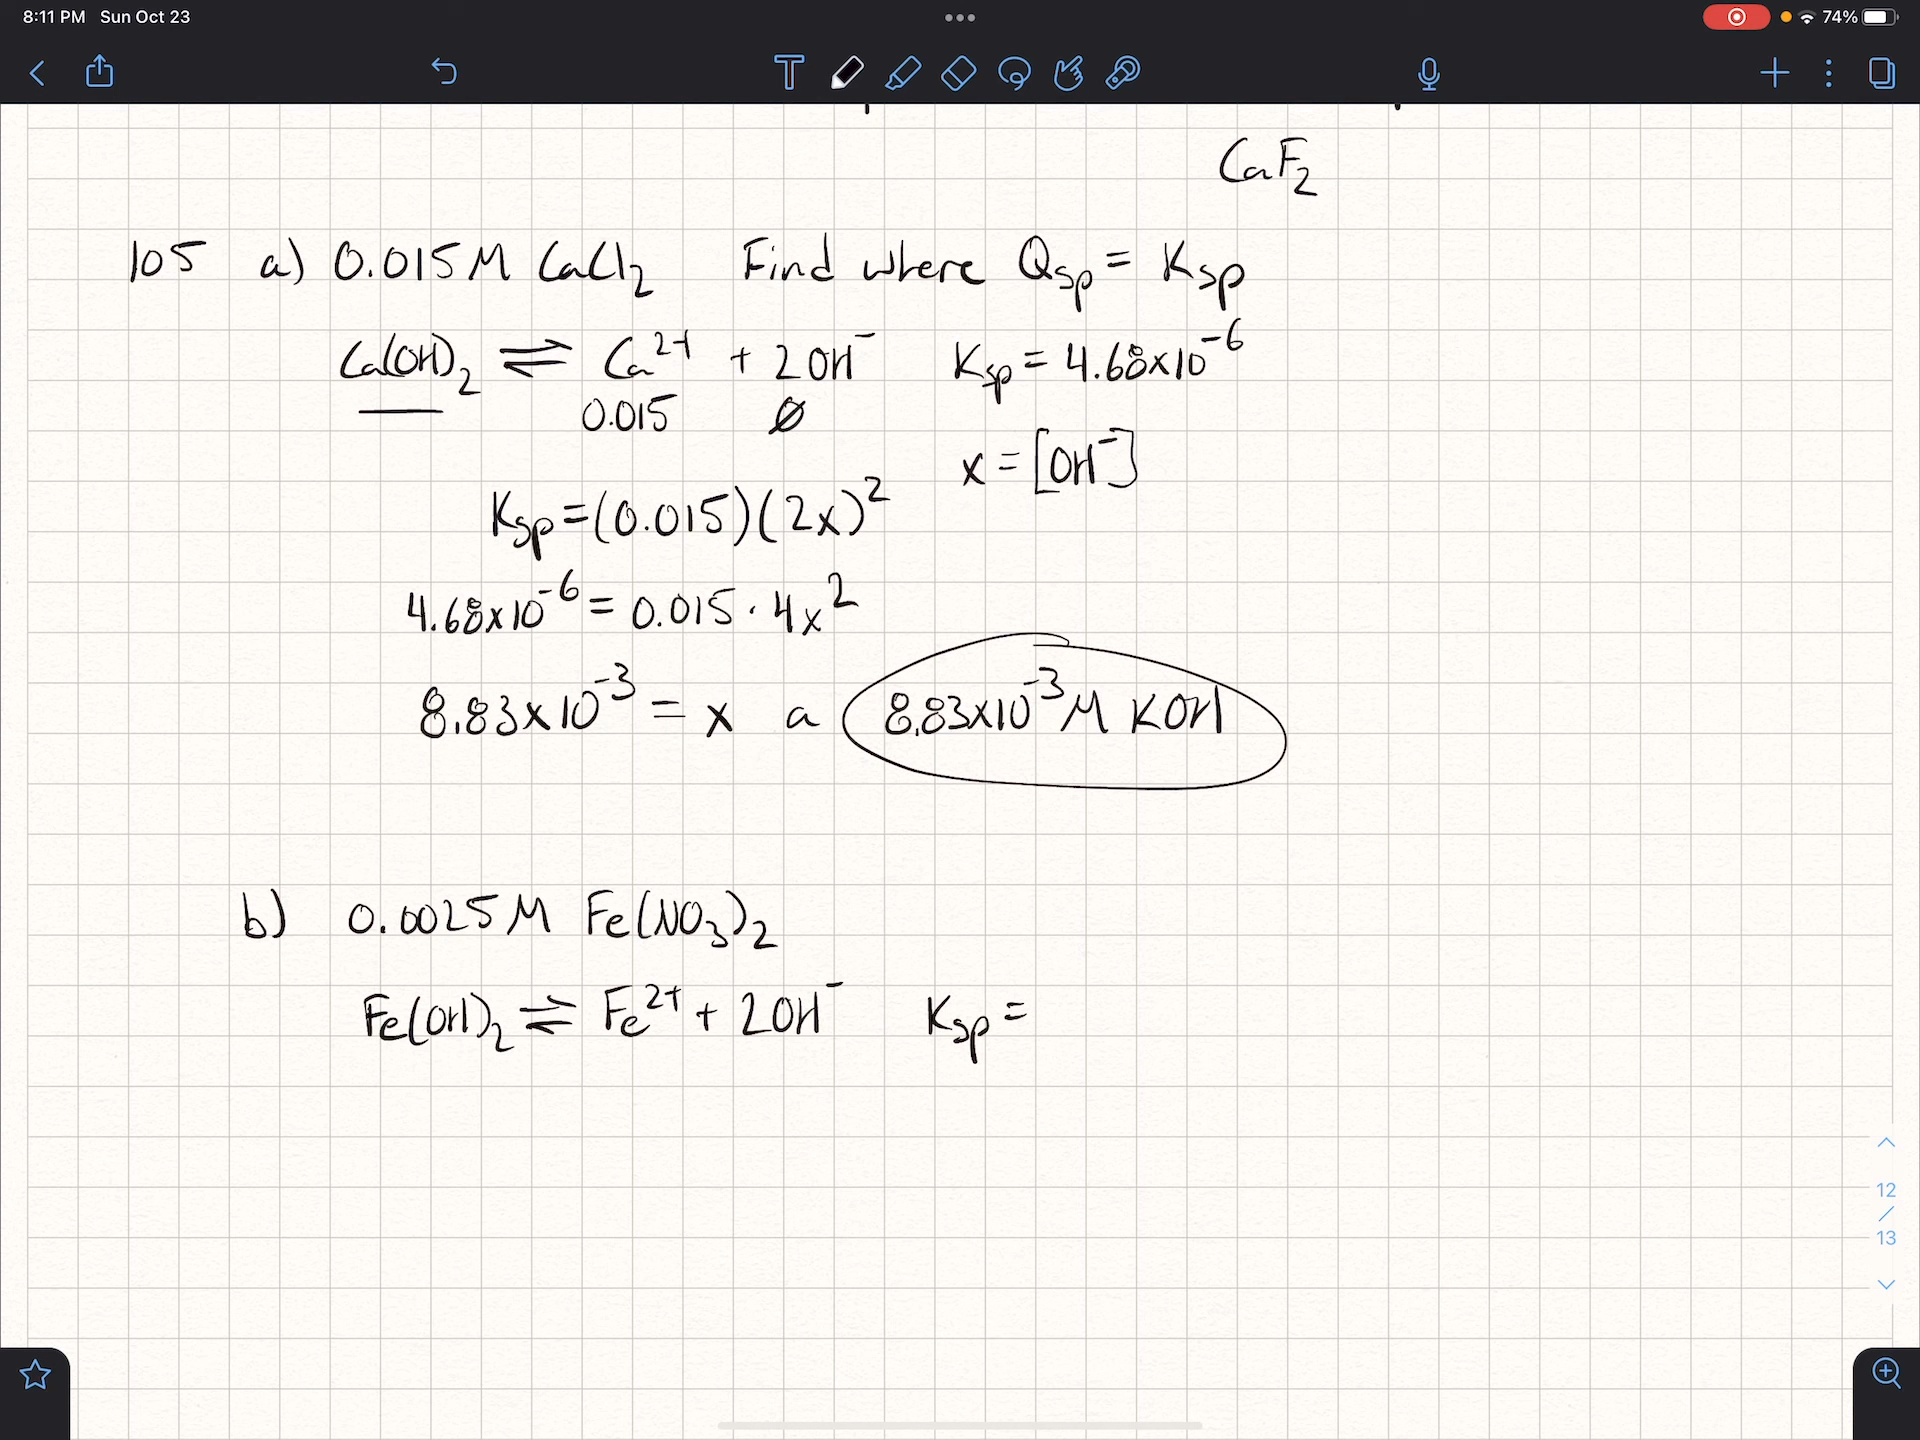 8:11 PM Sun Oct 23
74%
CaF₂
105 a) 0.015 M CaCl₂ Find where Qsp = Ksp
Ca(OH)₂ ⇌ Ca²⁺ + 2OH⁻ Ksp = 4.68x10⁻⁶
0.015 Ø
x = [OH⁻]
Ksp = (0.015)(2x)²
4.68x10⁻⁶ = 0.015 · 4x²
8.83x10⁻³ = x a 8.83x10⁻³ M KOH
b) 0.0025 M Fe(NO₃)₂
Fe(OH)₂ ⇌ Fe²⁺ + 2OH⁻ Ksp =
12
/
13